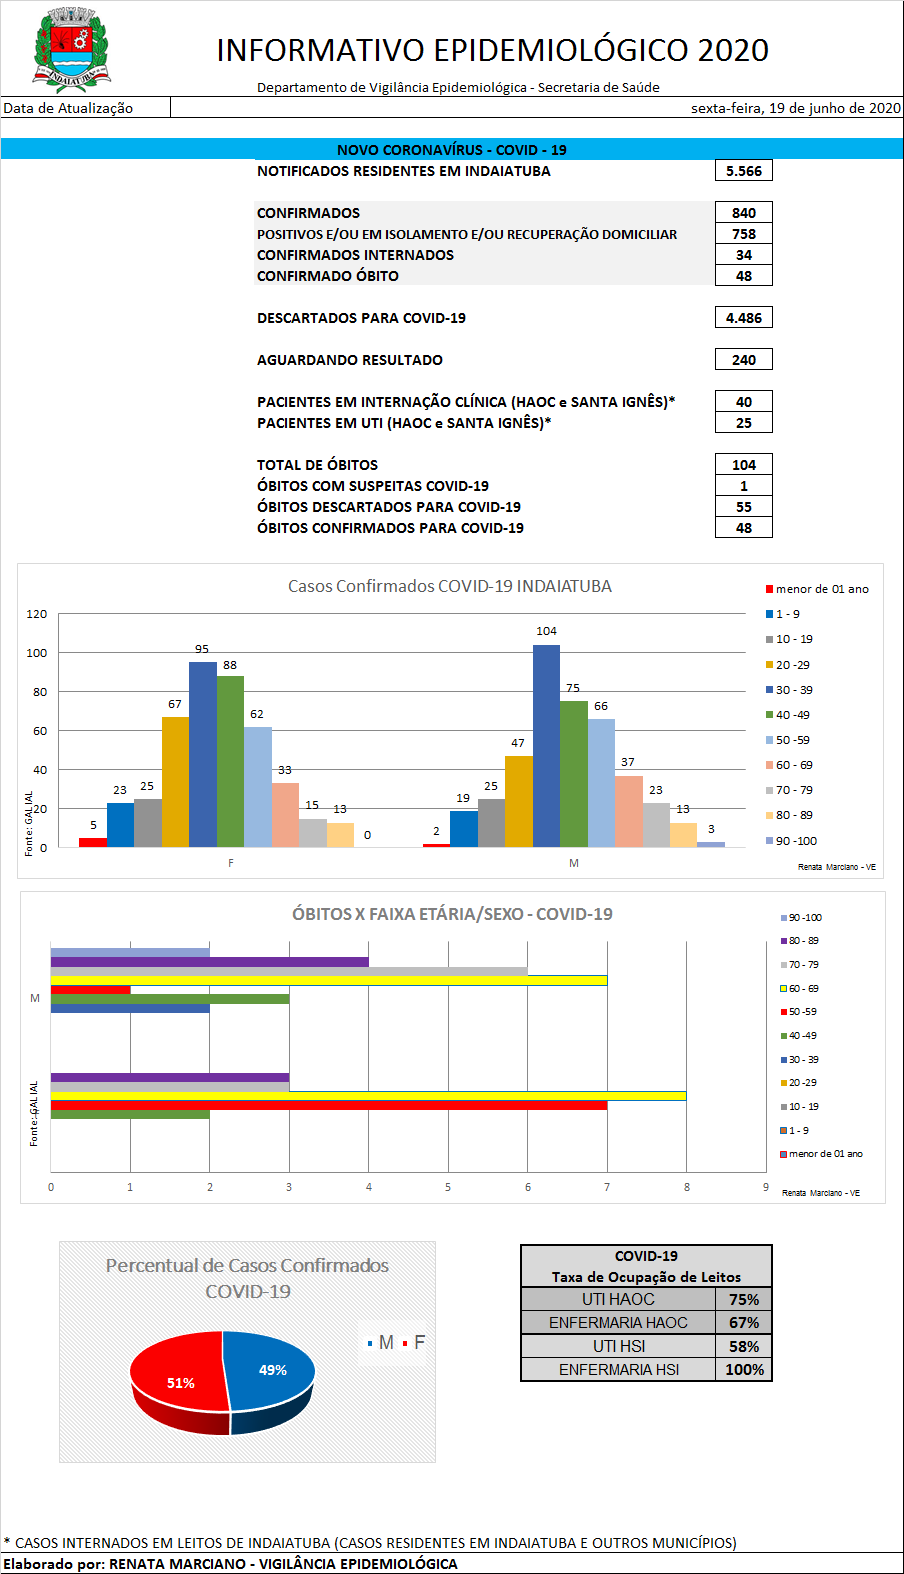 INDAIATUBA
INFORMATIVO EPIDEMIOLÓGICO 2020
Departamento de Vigilância Epidemiológica - Secretaria de Saúde
Data de Atualização sexta-feira, 19 de junho de 2020
NOVO CORONAVÍRUS - COVID - 19
NOTIFICADOS RESIDENTES EM INDAIATUBA 5.566
CONFIRMADOS 840
POSITIVOS E/OU EM ISOLAMENTO E/OU RECUPERAÇÃO DOMICILIAR 758
CONFIRMADOS INTERNADOS 34
CONFIRMADO ÓBITO 48
DESCARTADOS PARA COVID-19 4.486
AGUARDANDO RESULTADO 240
PACIENTES EM INTERNAÇÃO CLÍNICA (HAOC e SANTA IGNÊS)* 40
PACIENTES EM UTI (HAOC e SANTA IGNÊS)* 25
TOTAL DE ÓBITOS 104
ÓBITOS COM SUSPEITAS COVID-19 1
ÓBITOS DESCARTADOS PARA COVID-19 55
ÓBITOS CONFIRMADOS PARA COVID-19 48
Casos Confirmados COVID-19 INDAIATUBA
120
100
80
60
40
20
0
Fonte: GAL IAL
5 23 25 67 95 88 62 33 15 13 0
2 19 25 47 104 75 66 37 23 13 3
F M
menor de 01 ano
1 - 9
10 - 19
20 -29
30 - 39
40 -49
50 -59
60 - 69
70 - 79
80 - 89
90 -100
Renata Marciano - VE
ÓBITOS X FAIXA ETÁRIA/SEXO - COVID-19
M
Fonte: GAL IAL
0 1 2 3 4 5 6 7 8 9
90 -100
80 - 89
70 - 79
60 - 69
50 -59
40 -49
30 - 39
20 -29
10 - 19
1 - 9
menor de 01 ano
Renata Marciano - VE
Percentual de Casos Confirmados
COVID-19
M F
49%
51%
COVID-19
Taxa de Ocupação de Leitos
UTI HAOC 75%
ENFERMARIA HAOC 67%
UTI HSI 58%
ENFERMARIA HSI 100%
* CASOS INTERNADOS EM LEITOS DE INDAIATUBA (CASOS RESIDENTES EM INDAIATUBA E OUTROS MUNICÍPIOS)
Elaborado por: RENATA MARCIANO - VIGILÂNCIA EPIDEMIOLÓGICA